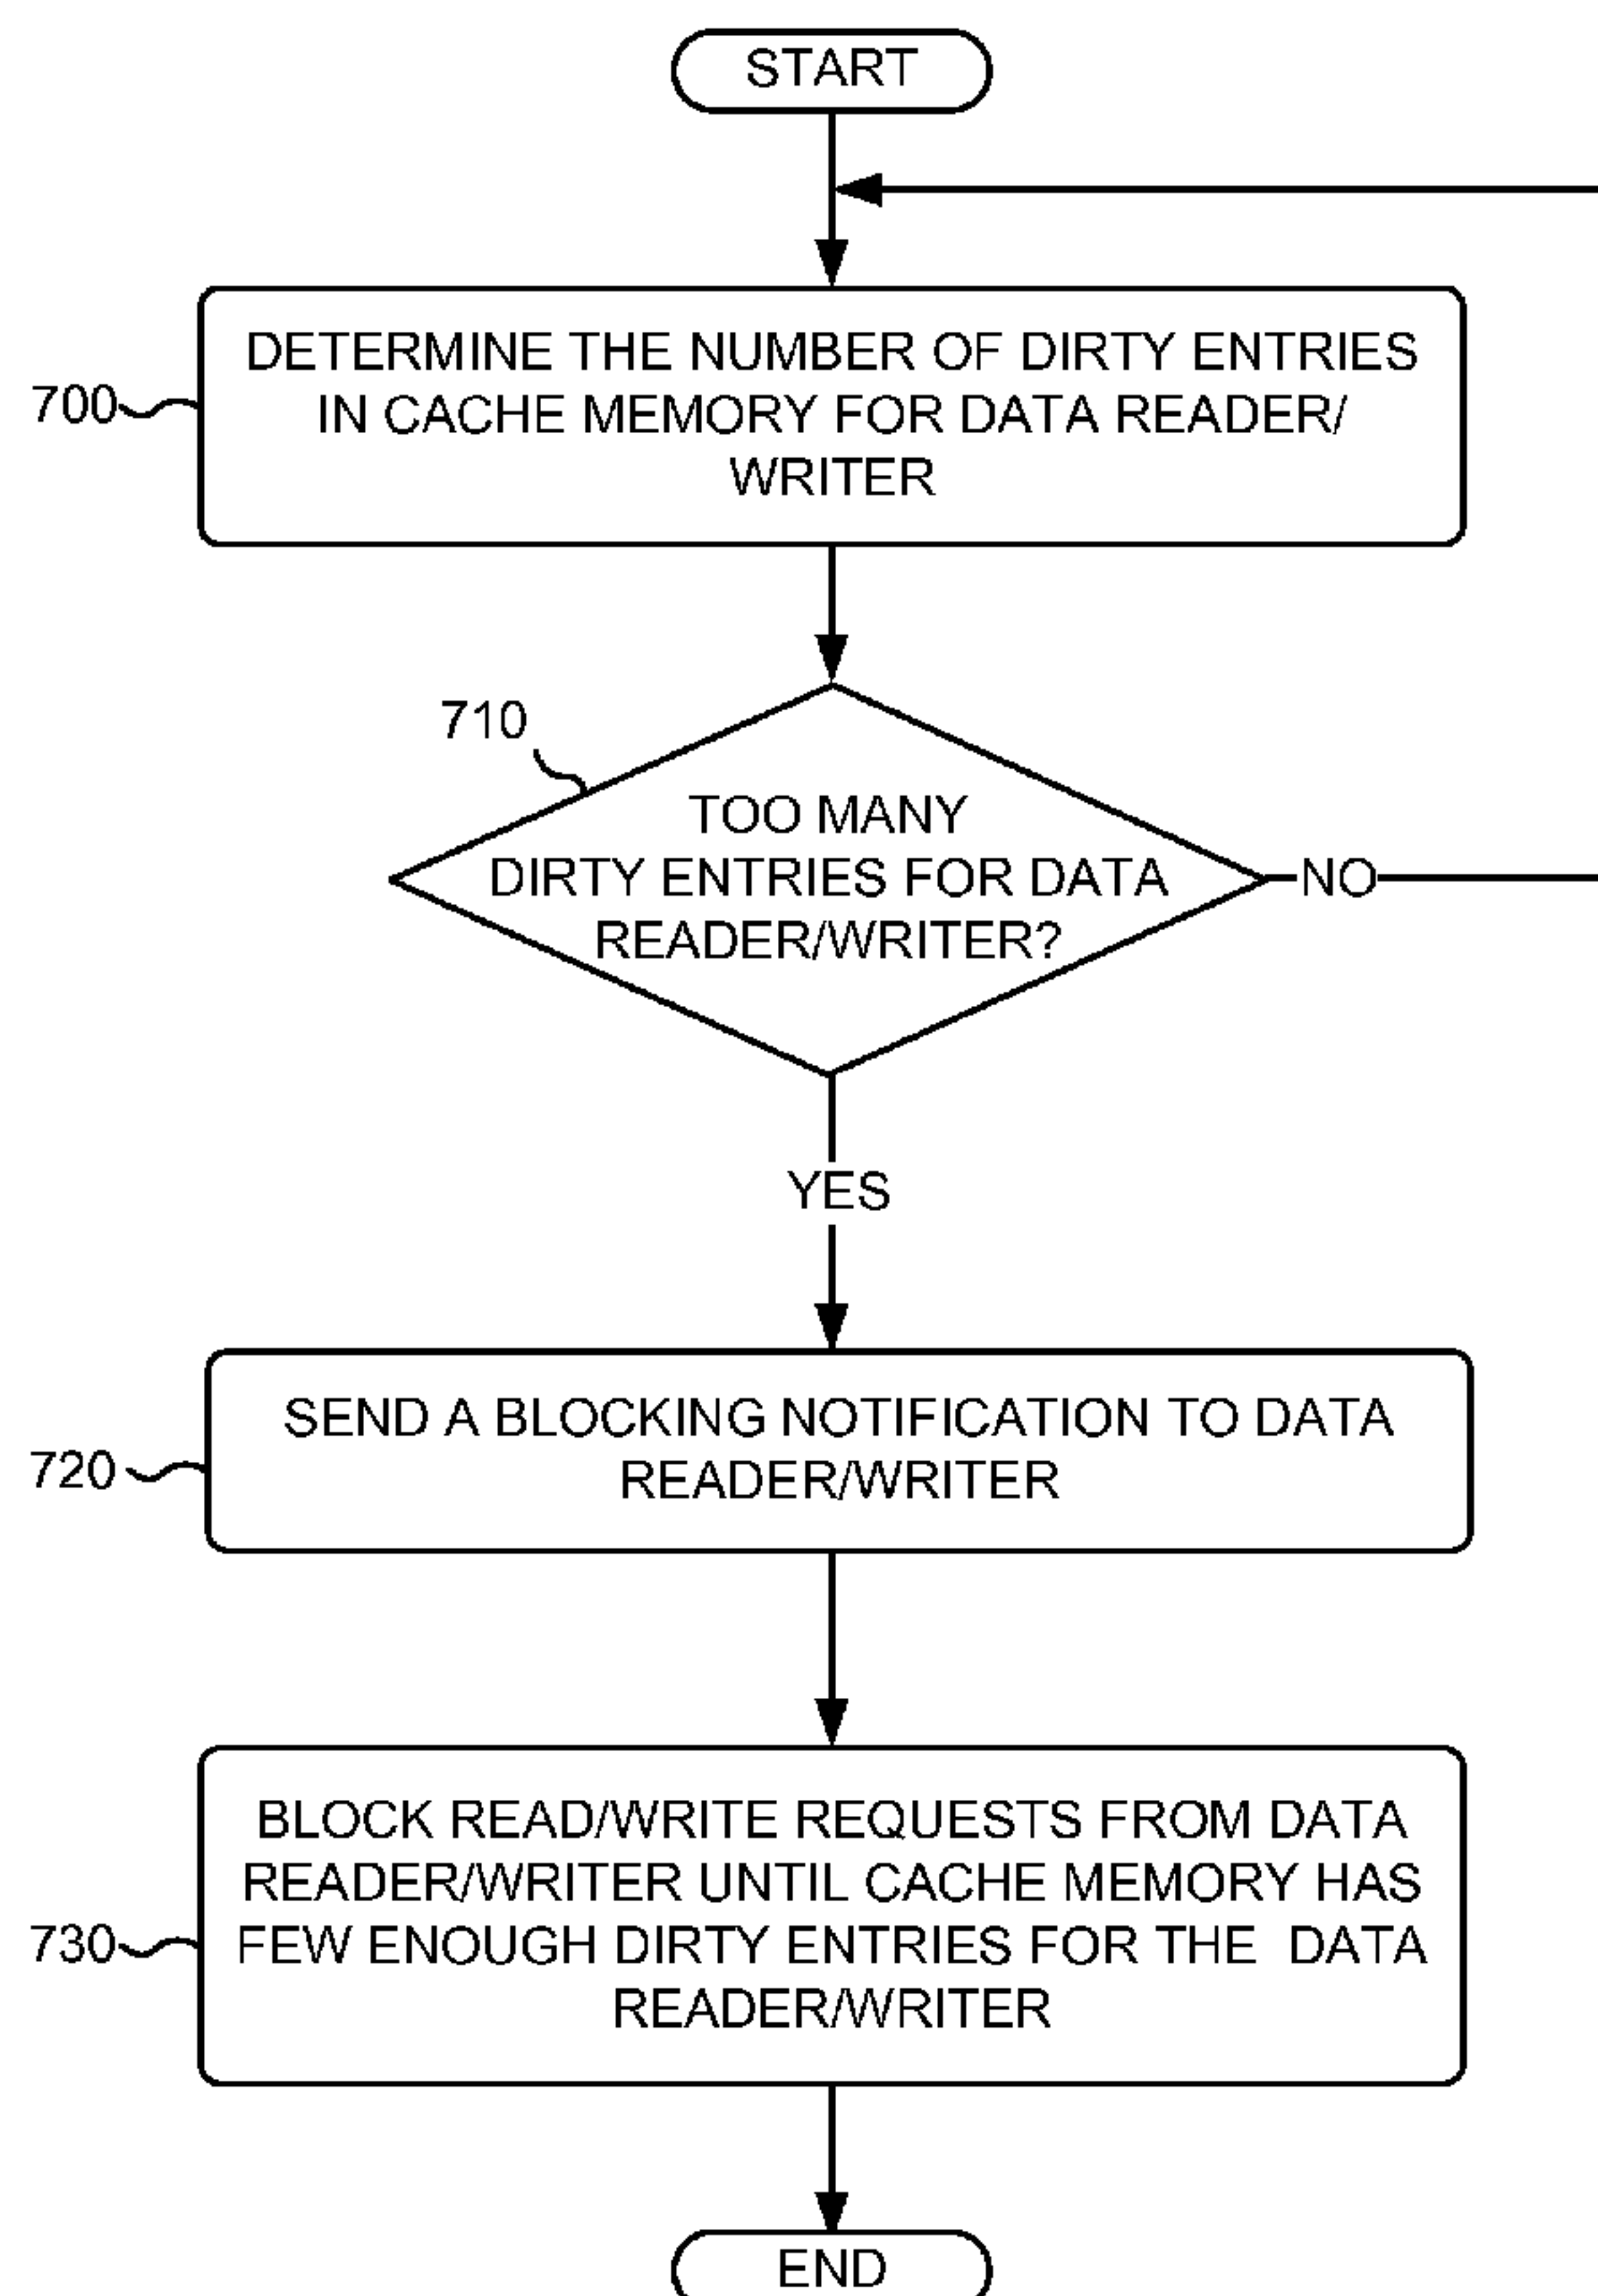 START
DETERMINE THE NUMBER OF DIRTY ENTRIES
IN CACHE MEMORY FOR DATA READER/
WRITER
700
710
TOO MANY
DIRTY ENTRIES FOR DATA
READER/WRITER?
NO
YES
SEND A BLOCKING NOTIFICATION TO DATA
READER/WRITER
720
BLOCK READ/WRITE REQUESTS FROM DATA
READER/WRITER UNTIL CACHE MEMORY HAS
FEW ENOUGH DIRTY ENTRIES FOR THE DATA
READER/WRITER
730
END